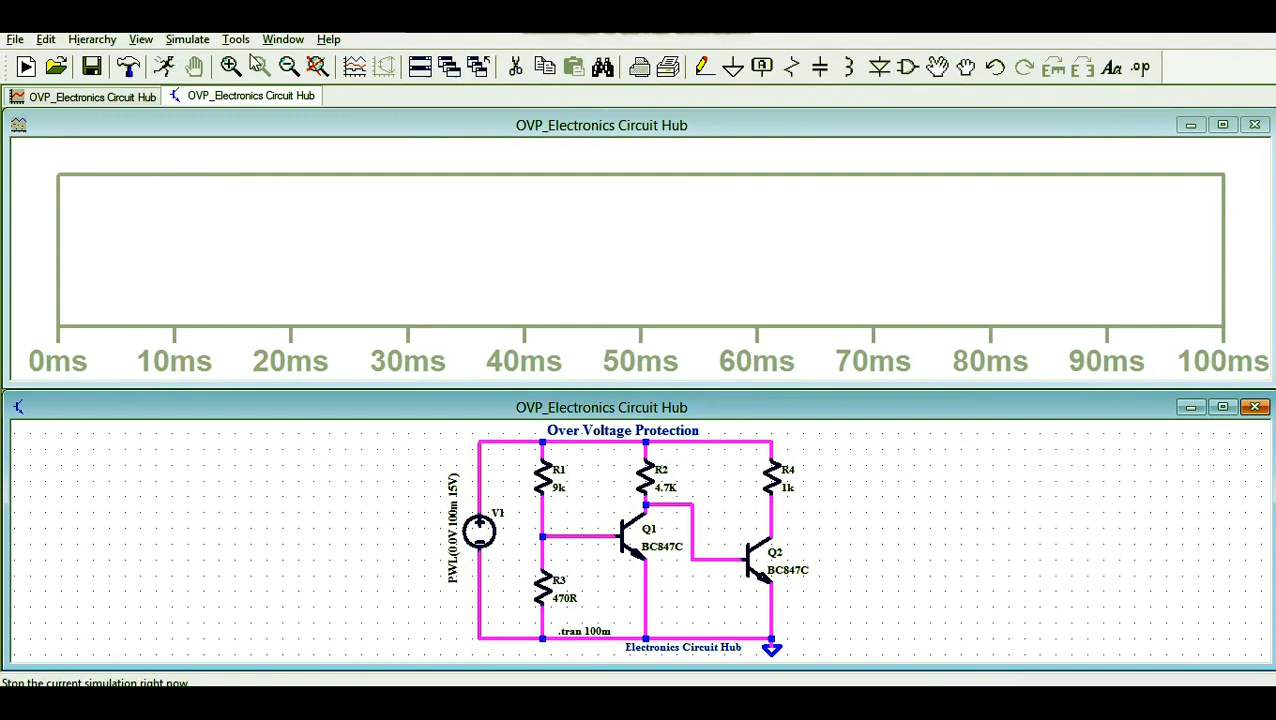 File Edit Hierarchy View Simulate Tools Window Help
Aa .op
OVP_Electronics Circuit Hub OVP_Electronics Circuit Hub
OVP_Electronics Circuit Hub
0ms 10ms 20ms 30ms 40ms 50ms 60ms 70ms 80ms 90ms 100ms
OVP_Electronics Circuit Hub
Over Voltage Protection
R1
9k
R2
4.7K
R4
1k
V1
PWL(0.0V 100m 15V)
Q1
BC847C
Q2
BC847C
R3
470R
.tran 100m
Electronics Circuit Hub
Stop the current simulation right now